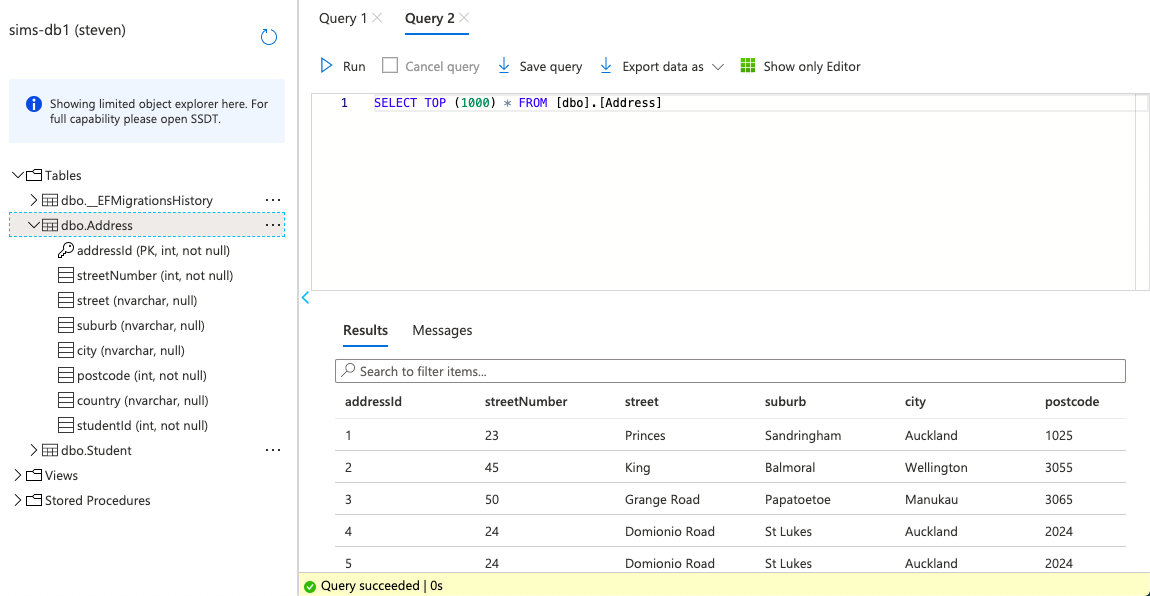 sims-db1 (steven)
Showing limited object explorer here. For
full capability please open SSDT.
Tables
dbo.__EFMigrationsHistory
dbo.Address
addressId (PK, int, not null)
streetNumber (int, not null)
street (nvarchar, null)
suburb (nvarchar, null)
city (nvarchar, null)
postcode (int, not null)
country (nvarchar, null)
studentId (int, not null)
dbo.Student
Views
Stored Procedures
Query 1 Query 2
Run Cancel query Save query Export data as Show only Editor
1 SELECT TOP (1000) * FROM [dbo].[Address]
Results Messages
Search to filter items...
addressId streetNumber street suburb city postcode
1 23 Princes Sandringham Auckland 1025
2 45 King Balmoral Wellington 3055
3 50 Grange Road Papatoetoe Manukau 3065
4 24 Domionio Road St Lukes Auckland 2024
5 24 Domionio Road St Lukes Auckland 2024
Query succeeded | 0s